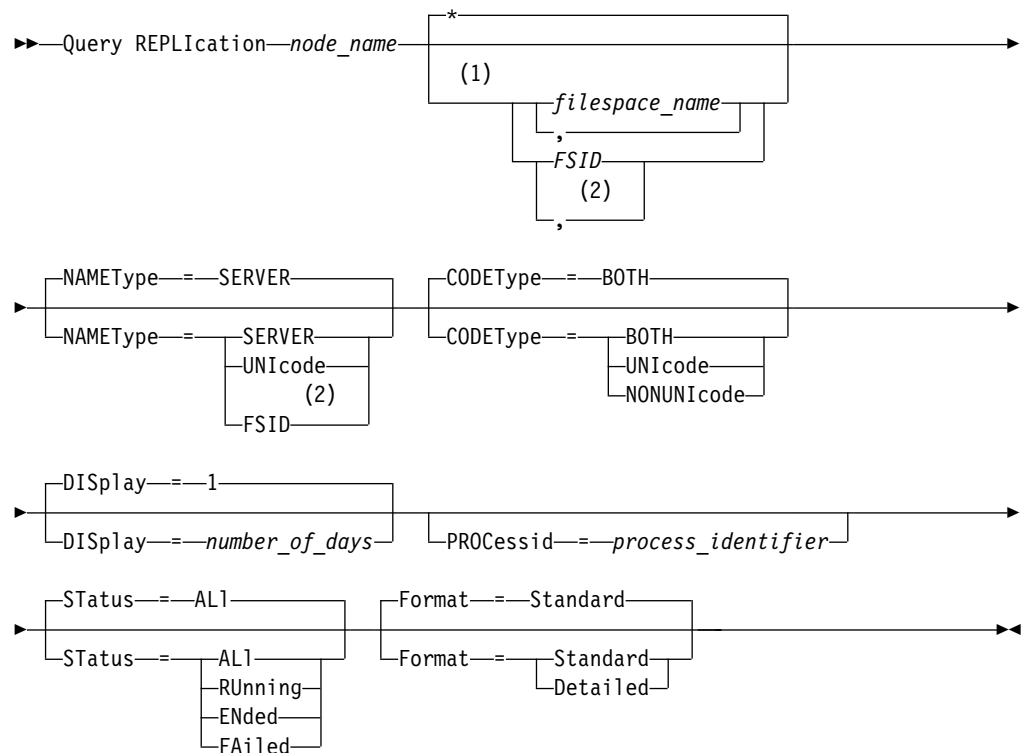 *
Query REPLIcation node_name
(1)
filespace_name
,
FSID
(2)
,
NAMEType = SERVER CODEType = BOTH
NAMEType = SERVER CODEType = BOTH
UNIcode UNIcode
(2) NONUNIcode
FSID
DISplay = 1
DISplay = number_of_days PROCessid = process_identifier
STatus = ALl Format = Standard
STatus = ALl Format = Standard
RUnning Detailed
ENded
FAiled